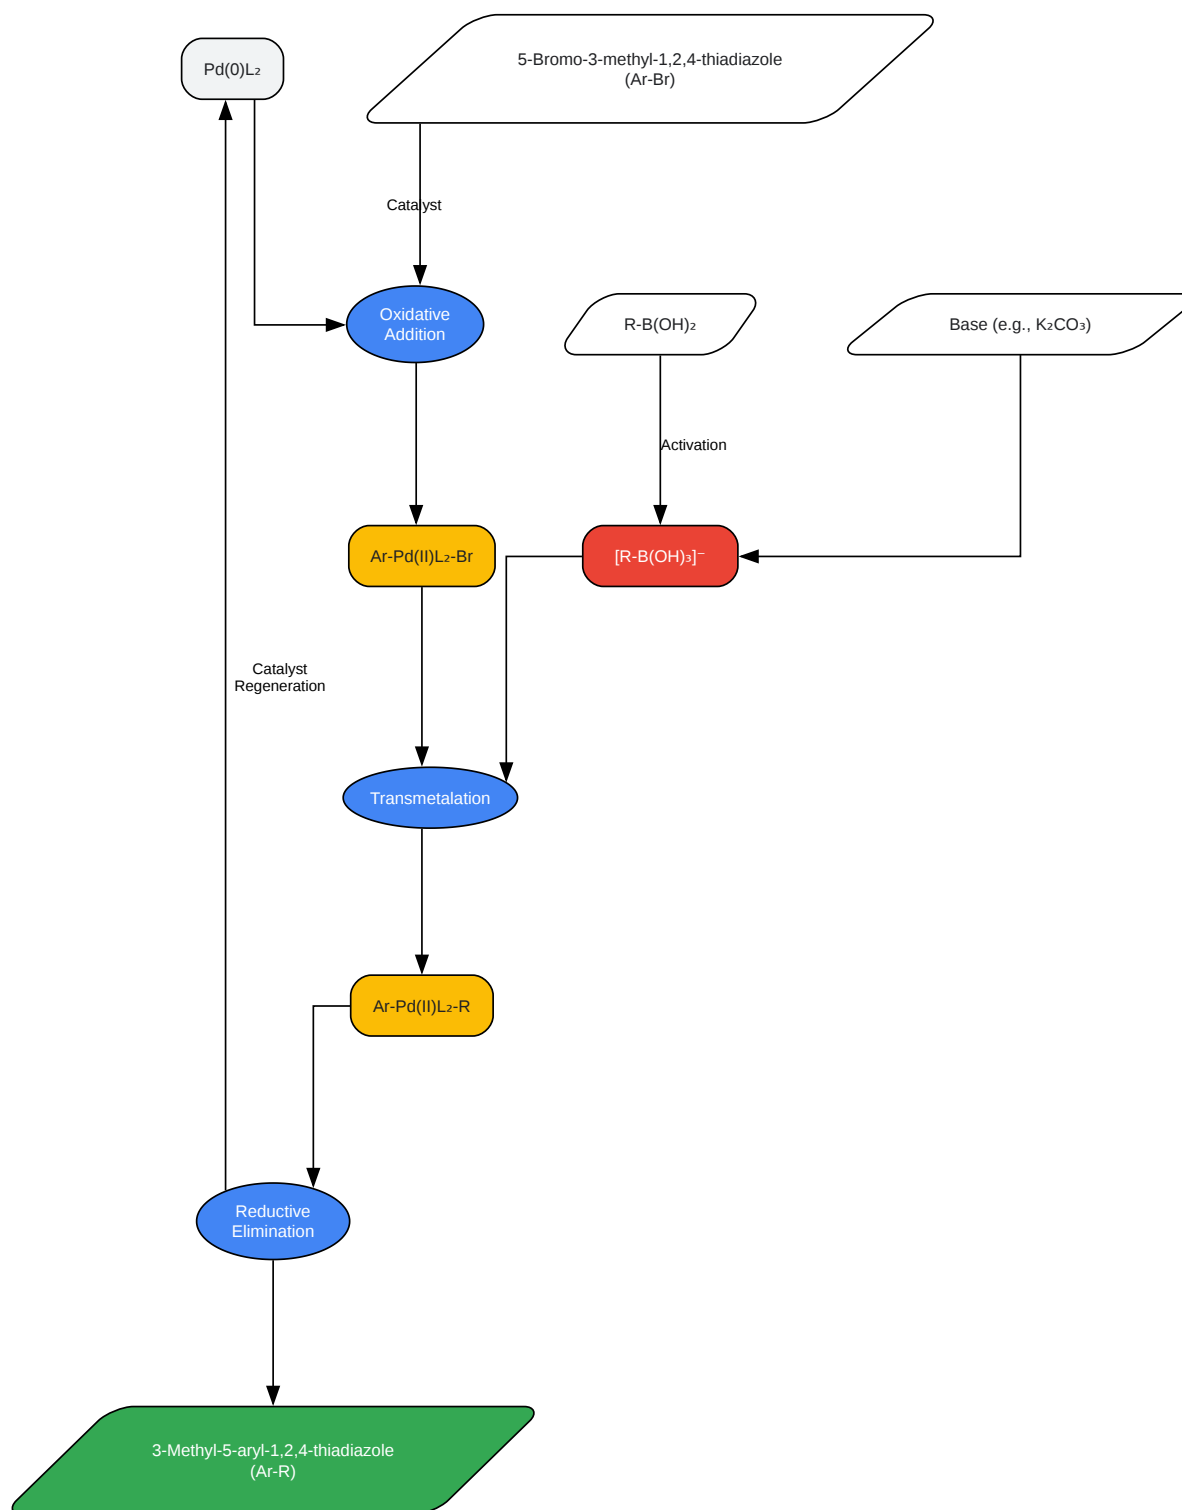 5-Bromo-3-methyl-1,2,4-thiadiazole
(Ar-Br)
Pd(0)L₂
Catalyst
Oxidative
Addition
R-B(OH)₂
Base (e.g., K₂CO₃)
Activation
Ar-Pd(II)L₂-Br
[R-B(OH)₃]⁻
Catalyst
Regeneration
Transmetalation
Ar-Pd(II)L₂-R
Reductive
Elimination
3-Methyl-5-aryl-1,2,4-thiadiazole
(Ar-R)